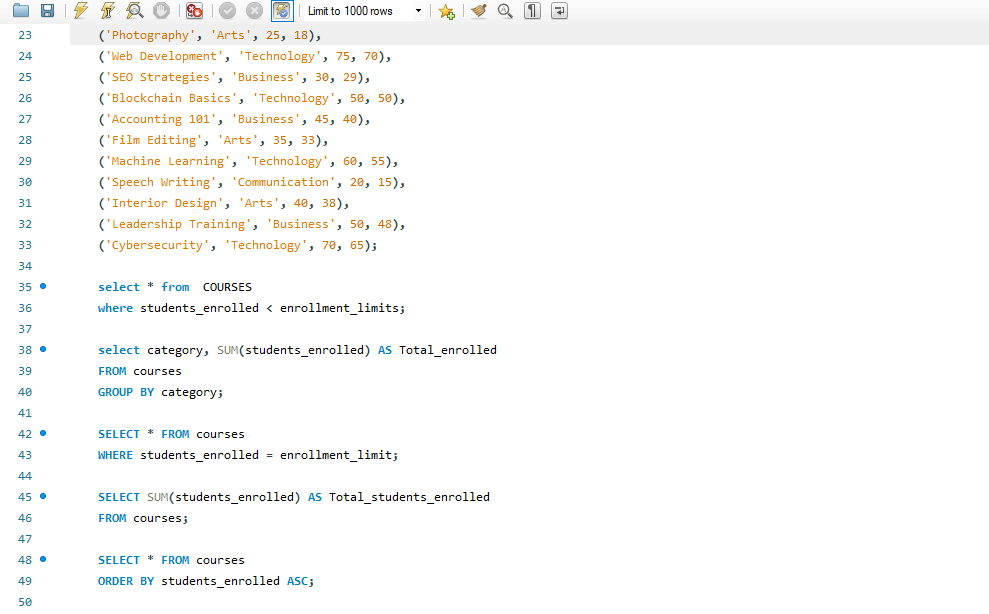 Limit to 1000 rows
23 ('Photography', 'Arts', 25, 18),
24 ('Web Development', 'Technology', 75, 70),
25 ('SEO Strategies', 'Business', 30, 29),
26 ('Blockchain Basics', 'Technology', 50, 50),
27 ('Accounting 101', 'Business', 45, 40),
28 ('Film Editing', 'Arts', 35, 33),
29 ('Machine Learning', 'Technology', 60, 55),
30 ('Speech Writing', 'Communication', 20, 15),
31 ('Interior Design', 'Arts', 40, 38),
32 ('Leadership Training', 'Business', 50, 48),
33 ('Cybersecurity', 'Technology', 70, 65);
34
35 select * from  COURSES
36 where students_enrolled < enrollment_limits;
37
38 select category, SUM(students_enrolled) AS Total_enrolled
39 FROM courses
40 GROUP BY category;
41
42 SELECT * FROM courses
43 WHERE students_enrolled = enrollment_limit;
44
45 SELECT SUM(students_enrolled) AS Total_students_enrolled
46 FROM courses;
47
48 SELECT * FROM courses
49 ORDER BY students_enrolled ASC;
50